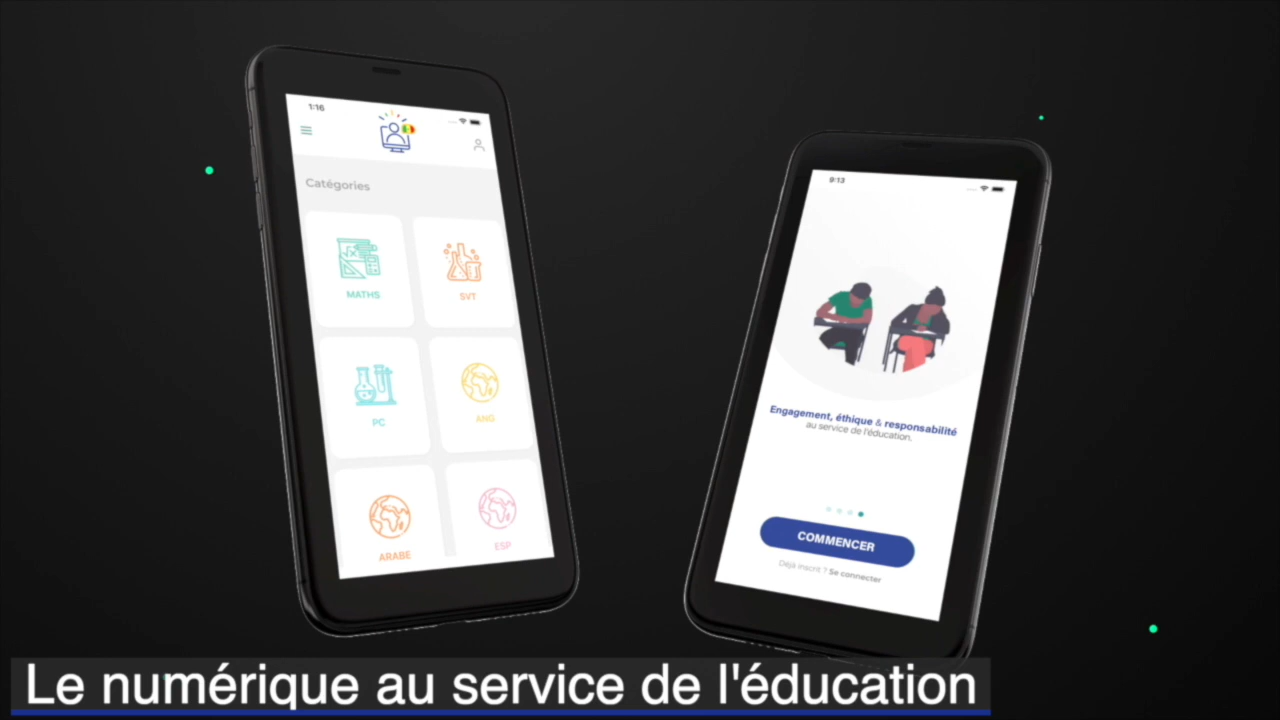 1:16
Catégories
MATHS
SVT
PC
ANG
ARABE
ESP
9:13
Engagement, éthique & responsabilité
au service de l'éducation.
COMMENCER
Déjà inscrit ? Se connecter
Le numérique au service de l'éducation